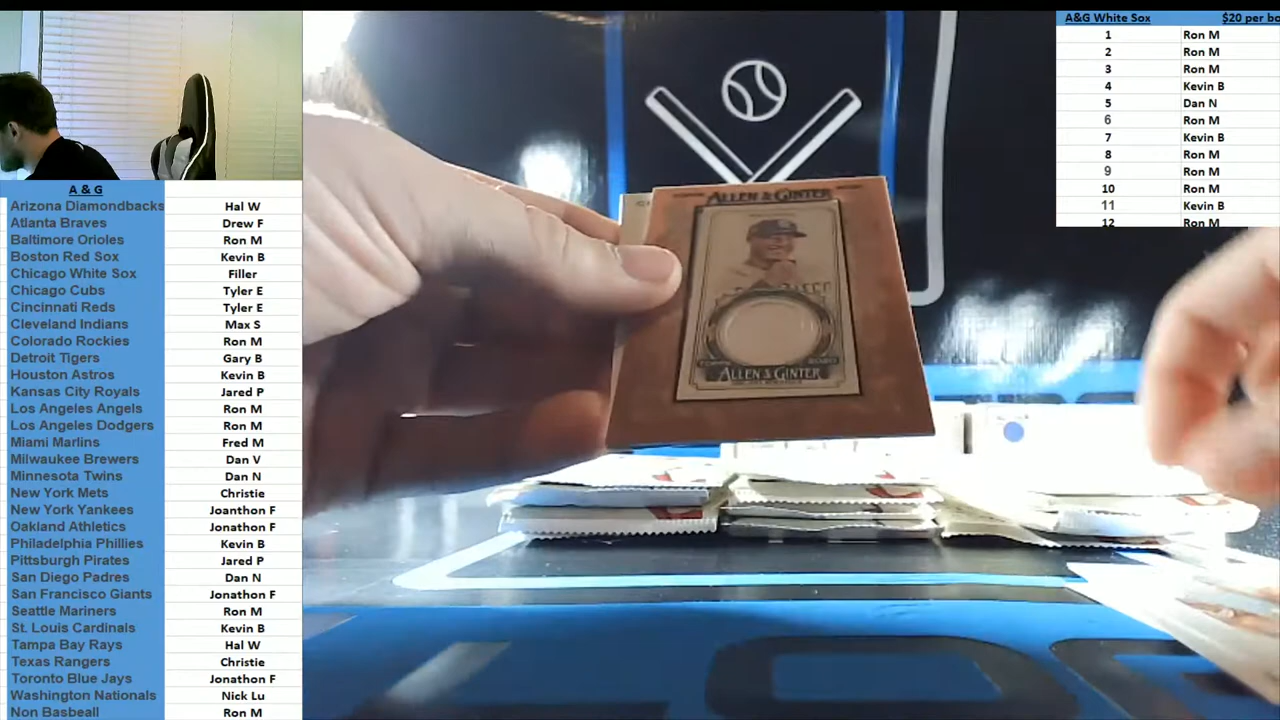 A & G
Arizona Diamondbacks Hal W
Atlanta Braves Drew F
Baltimore Orioles Ron M
Boston Red Sox Kevin B
Chicago White Sox Filler
Chicago Cubs Tyler E
Cincinnati Reds Tyler E
Cleveland Indians Max S
Colorado Rockies Ron M
Detroit Tigers Gary B
Houston Astros Kevin B
Kansas City Royals Jared P
Los Angeles Angels Ron M
Los Angeles Dodgers Ron M
Miami Marlins Fred M
Milwaukee Brewers Dan V
Minnesota Twins Dan N
New York Mets Christie
New York Yankees Joanthon F
Oakland Athletics Jonathon F
Philadelphia Phillies Kevin B
Pittsburgh Pirates Jared P
San Diego Padres Dan N
San Francisco Giants Jonathon F
Seattle Mariners Ron M
St. Louis Cardinals Kevin B
Tampa Bay Rays Hal W
Texas Rangers Christie
Toronto Blue Jays Jonathon F
Washington Nationals Nick Lu
Non Basbeall Ron M
ALLEN & GINTER
ALLEN & GINTER
A&G White Sox $20 per bo
1 Ron M
2 Ron M
3 Ron M
4 Kevin B
5 Dan N
6 Ron M
7 Kevin B
8 Ron M
9 Ron M
10 Ron M
11 Kevin B
12 Ron M